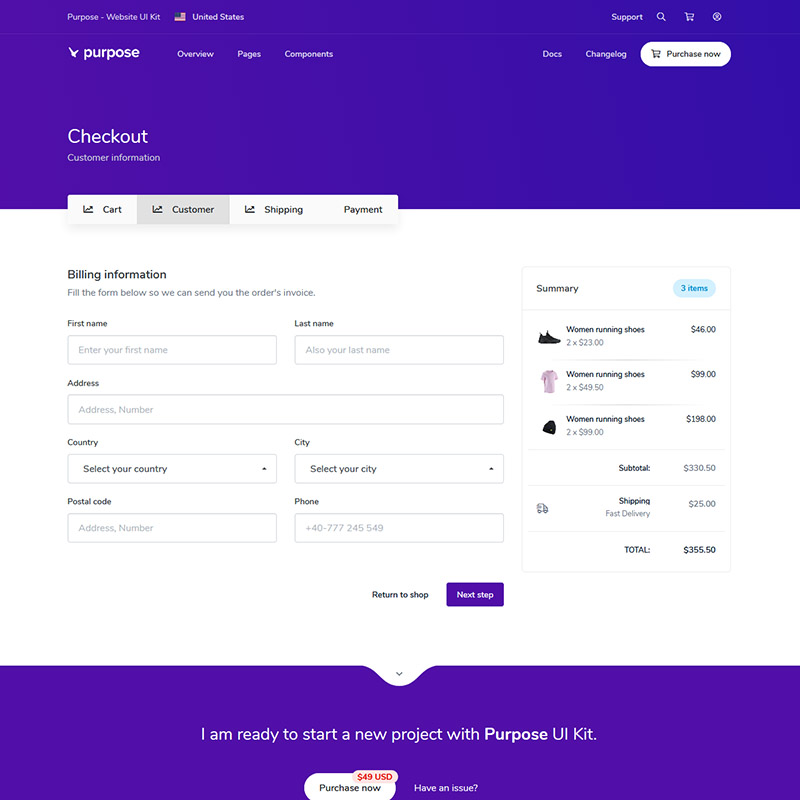 Purpose - Website UI Kit United States Support
purpose Overview Pages Components Docs Changelog Purchase now
Checkout
Customer information
Cart Customer Shipping Payment
Billing information
Fill the form below so we can send you the order's invoice.
First name Last name
Enter your first name Also your last name
Address
Address, Number
Country City
Select your country Select your city
Postal code Phone
Address, Number +40-777 245 549
Return to shop Next step
Summary 3 items
Women running shoes $46.00
2 x $23.00
Women running shoes $99.00
2 x $49.50
Women running shoes $198.00
2 x $99.00
Subtotal: $330.50
Shipping $25.00
Fast Delivery
TOTAL: $355.50
I am ready to start a new project with Purpose UI Kit.
$49 USD
Purchase now Have an issue?